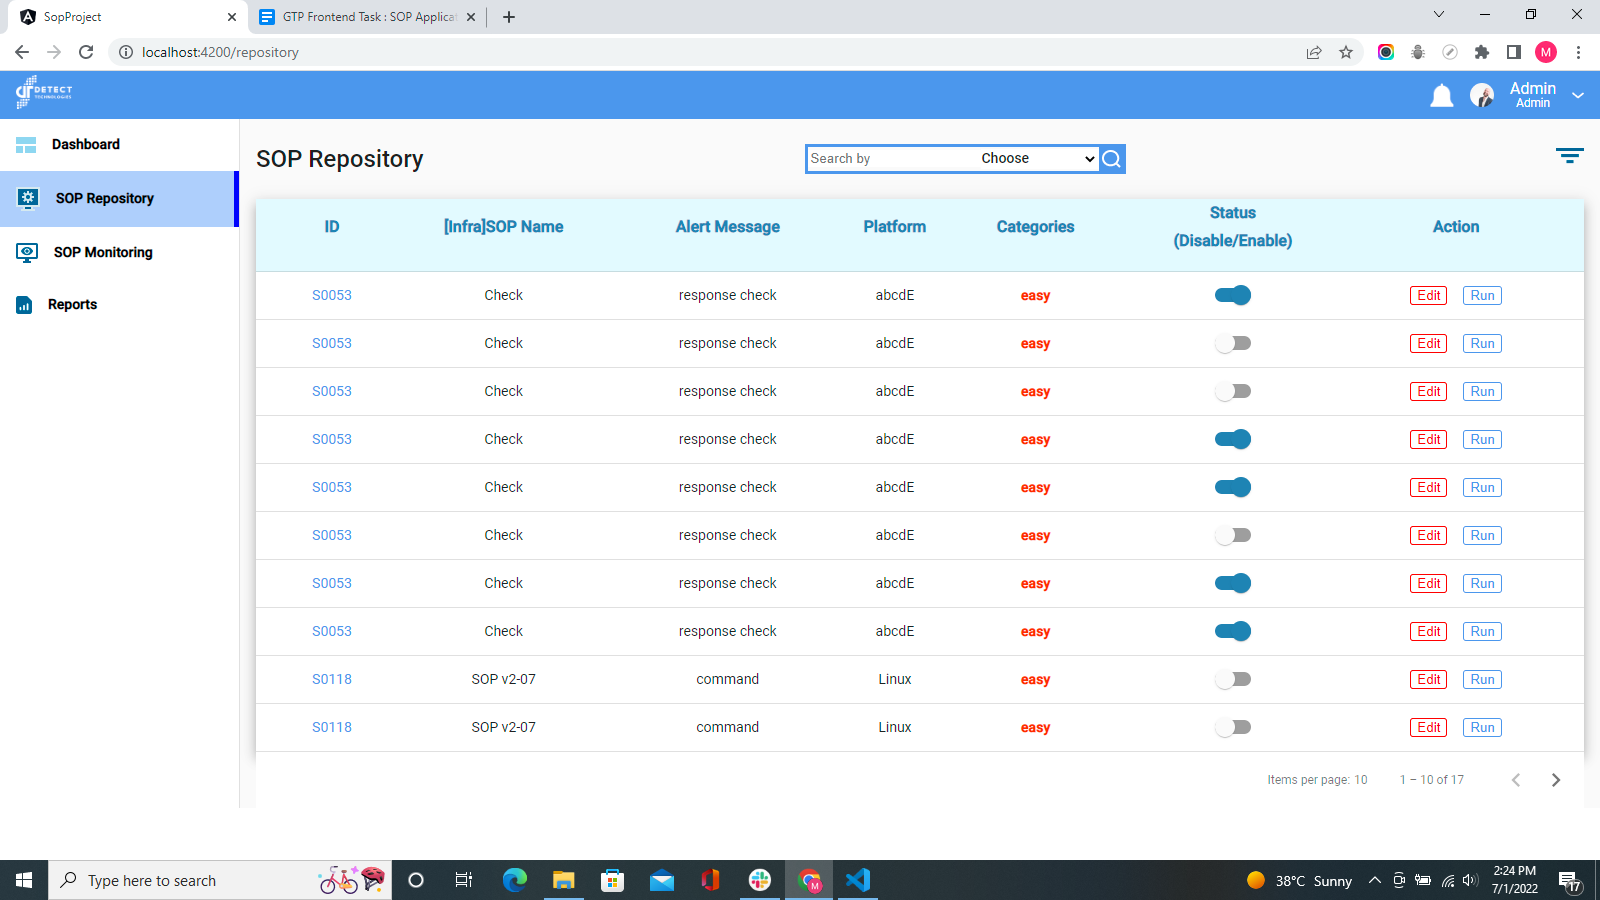 SopProject
GTP Frontend Task : SOP Applicat
localhost:4200/repository
M
DETECT
TECHNOLOGIES
Admin
Admin
Dashboard
SOP Repository
SOP Monitoring
Reports
SOP Repository
Search by Choose
ID [Infra]SOP Name Alert Message Platform Categories Status (Disable/Enable) Action
S0053 Check response check abcdE easy Edit Run
S0053 Check response check abcdE easy Edit Run
S0053 Check response check abcdE easy Edit Run
S0053 Check response check abcdE easy Edit Run
S0053 Check response check abcdE easy Edit Run
S0053 Check response check abcdE easy Edit Run
S0053 Check response check abcdE easy Edit Run
S0053 Check response check abcdE easy Edit Run
S0118 SOP v2-07 command Linux easy Edit Run
S0118 SOP v2-07 command Linux easy Edit Run
Items per page: 10 1 – 10 of 17
Type here to search
M
38°C Sunny
2:24 PM
7/1/2022
17